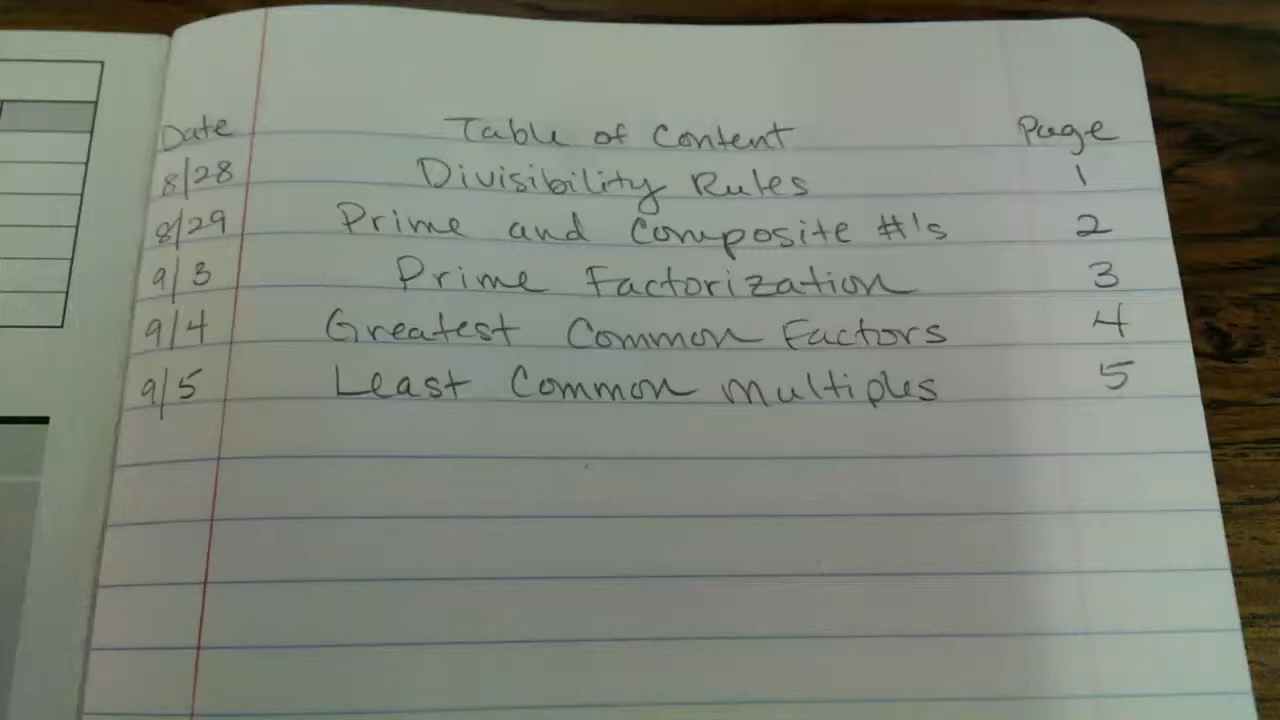 Date Table of Content Page
8/28 Divisibility Rules 1
8/29 Prime and Composite #'s 2
9/3 Prime Factorization 3
9/4 Greatest Common Factors 4
9/5 Least Common Multiples 5